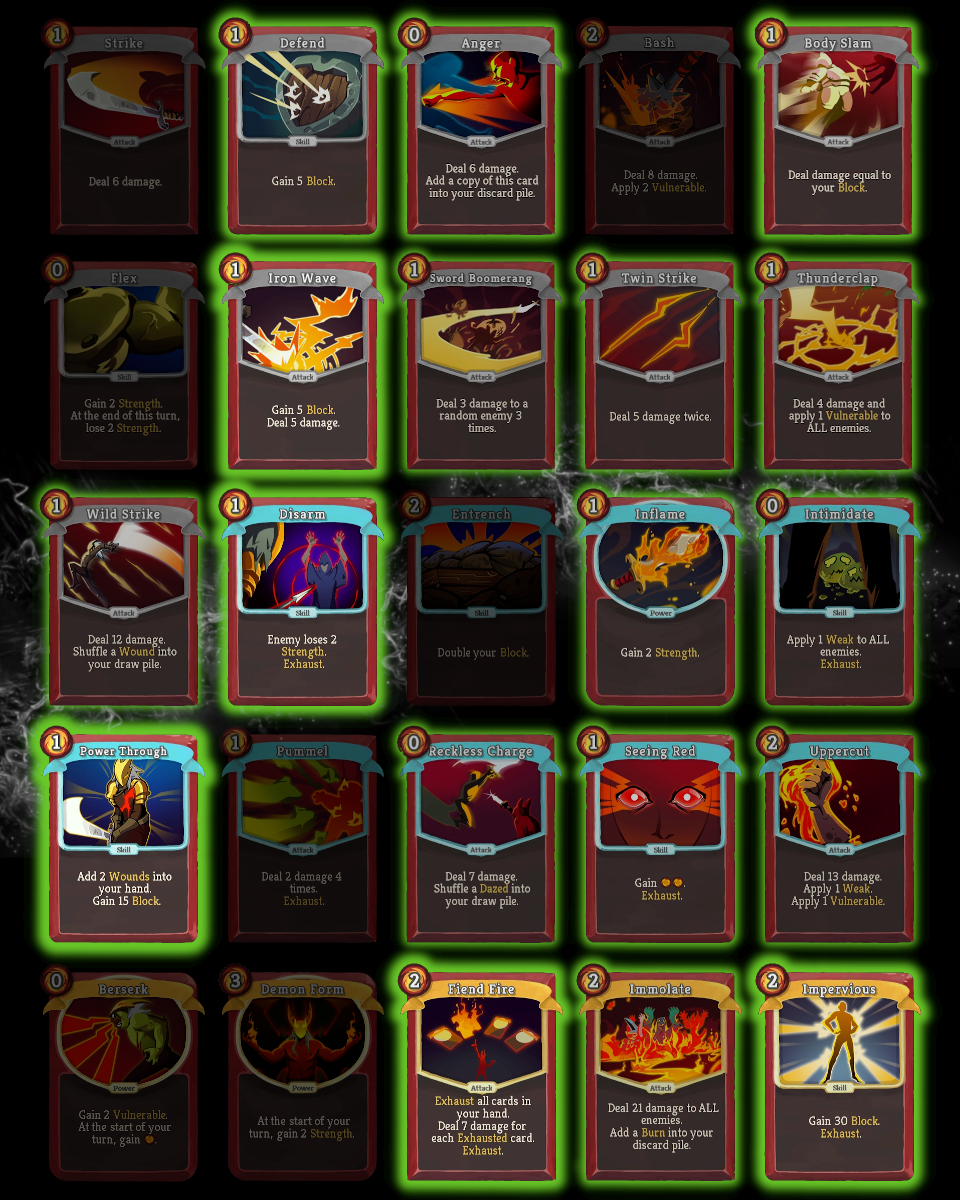 1
Strike
Attack
Deal 6 damage.
1
Defend
Skill
Gain 5 Block.
0
Anger
Attack
Deal 6 damage.
Add a copy of this card
into your discard pile.
2
Bash
Attack
Deal 8 damage.
Apply 2 Vulnerable.
1
Body Slam
Attack
Deal damage equal to
your Block.
0
Flex
Skill
Gain 2 Strength.
At the end of this turn,
lose 2 Strength.
1
Iron Wave
Attack
Gain 5 Block.
Deal 5 damage.
1
Sword Boomerang
Attack
Deal 3 damage to a
random enemy 3
times.
1
Twin Strike
Attack
Deal 5 damage twice.
1
Thunderclap
Attack
Deal 4 damage and
apply 1 Vulnerable to
ALL enemies.
1
Wild Strike
Attack
Deal 12 damage.
Shuffle a Wound into
your draw pile.
1
Disarm
Skill
Enemy loses 2
Strength.
Exhaust.
2
Entrench
Skill
Double your Block.
1
Inflame
Power
Gain 2 Strength.
0
Intimidate
Skill
Apply 1 Weak to ALL
enemies.
Exhaust.
1
Power Through
Skill
Add 2 Wounds into
your hand.
Gain 15 Block.
1
Pummel
Attack
Deal 2 damage 4
times.
Exhaust.
0
Reckless Charge
Attack
Deal 7 damage.
Shuffle a Dazed into
your draw pile.
1
Seeing Red
Skill
Gain .
Exhaust.
2
Uppercut
Attack
Deal 13 damage.
Apply 1 Weak.
Apply 1 Vulnerable.
0
Berserk
Power
Gain 2 Vulnerable.
At the start of your
turn, gain .
3
Demon Form
Power
At the start of your
turn, gain 2 Strength.
2
Fiend Fire
Attack
Exhaust all cards in
your hand.
Deal 7 damage for
each Exhausted card.
Exhaust.
2
Immolate
Attack
Deal 21 damage to ALL
enemies.
Add a Burn into your
discard pile.
2
Impervious
Skill
Gain 30 Block.
Exhaust.